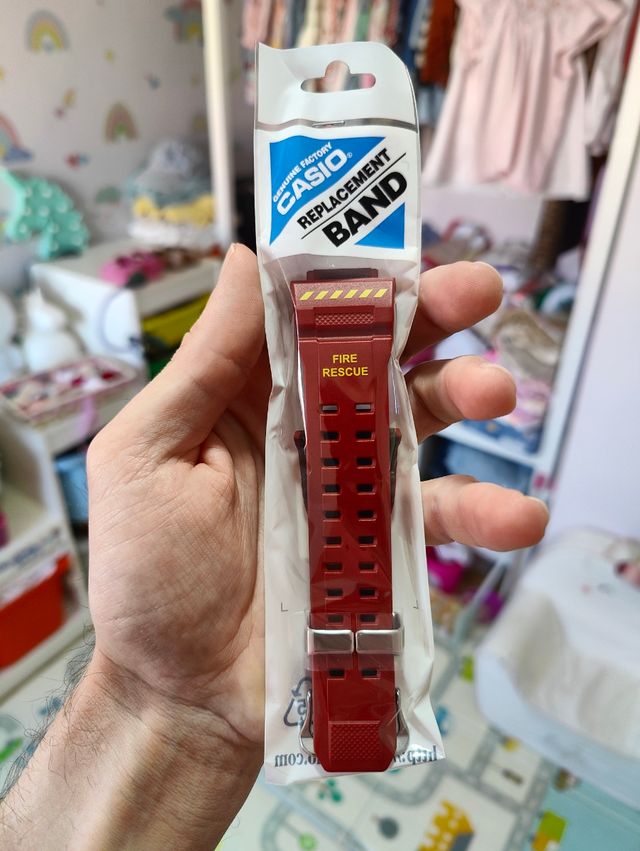 GENUINE FACTORY
CASIO®
REPLACEMENT
BAND
FIRE
RESCUE